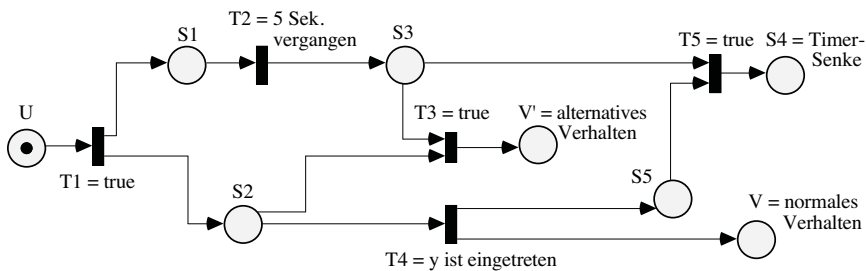 T2 = 5 Sek.
vergangen
S1
S3
T5 = true
S4 = Timer-
Senke
U
T3 = true
V' = alternatives
Verhalten
T1 = true
S2
S5
V = normales
Verhalten
T4 = y ist eingetreten